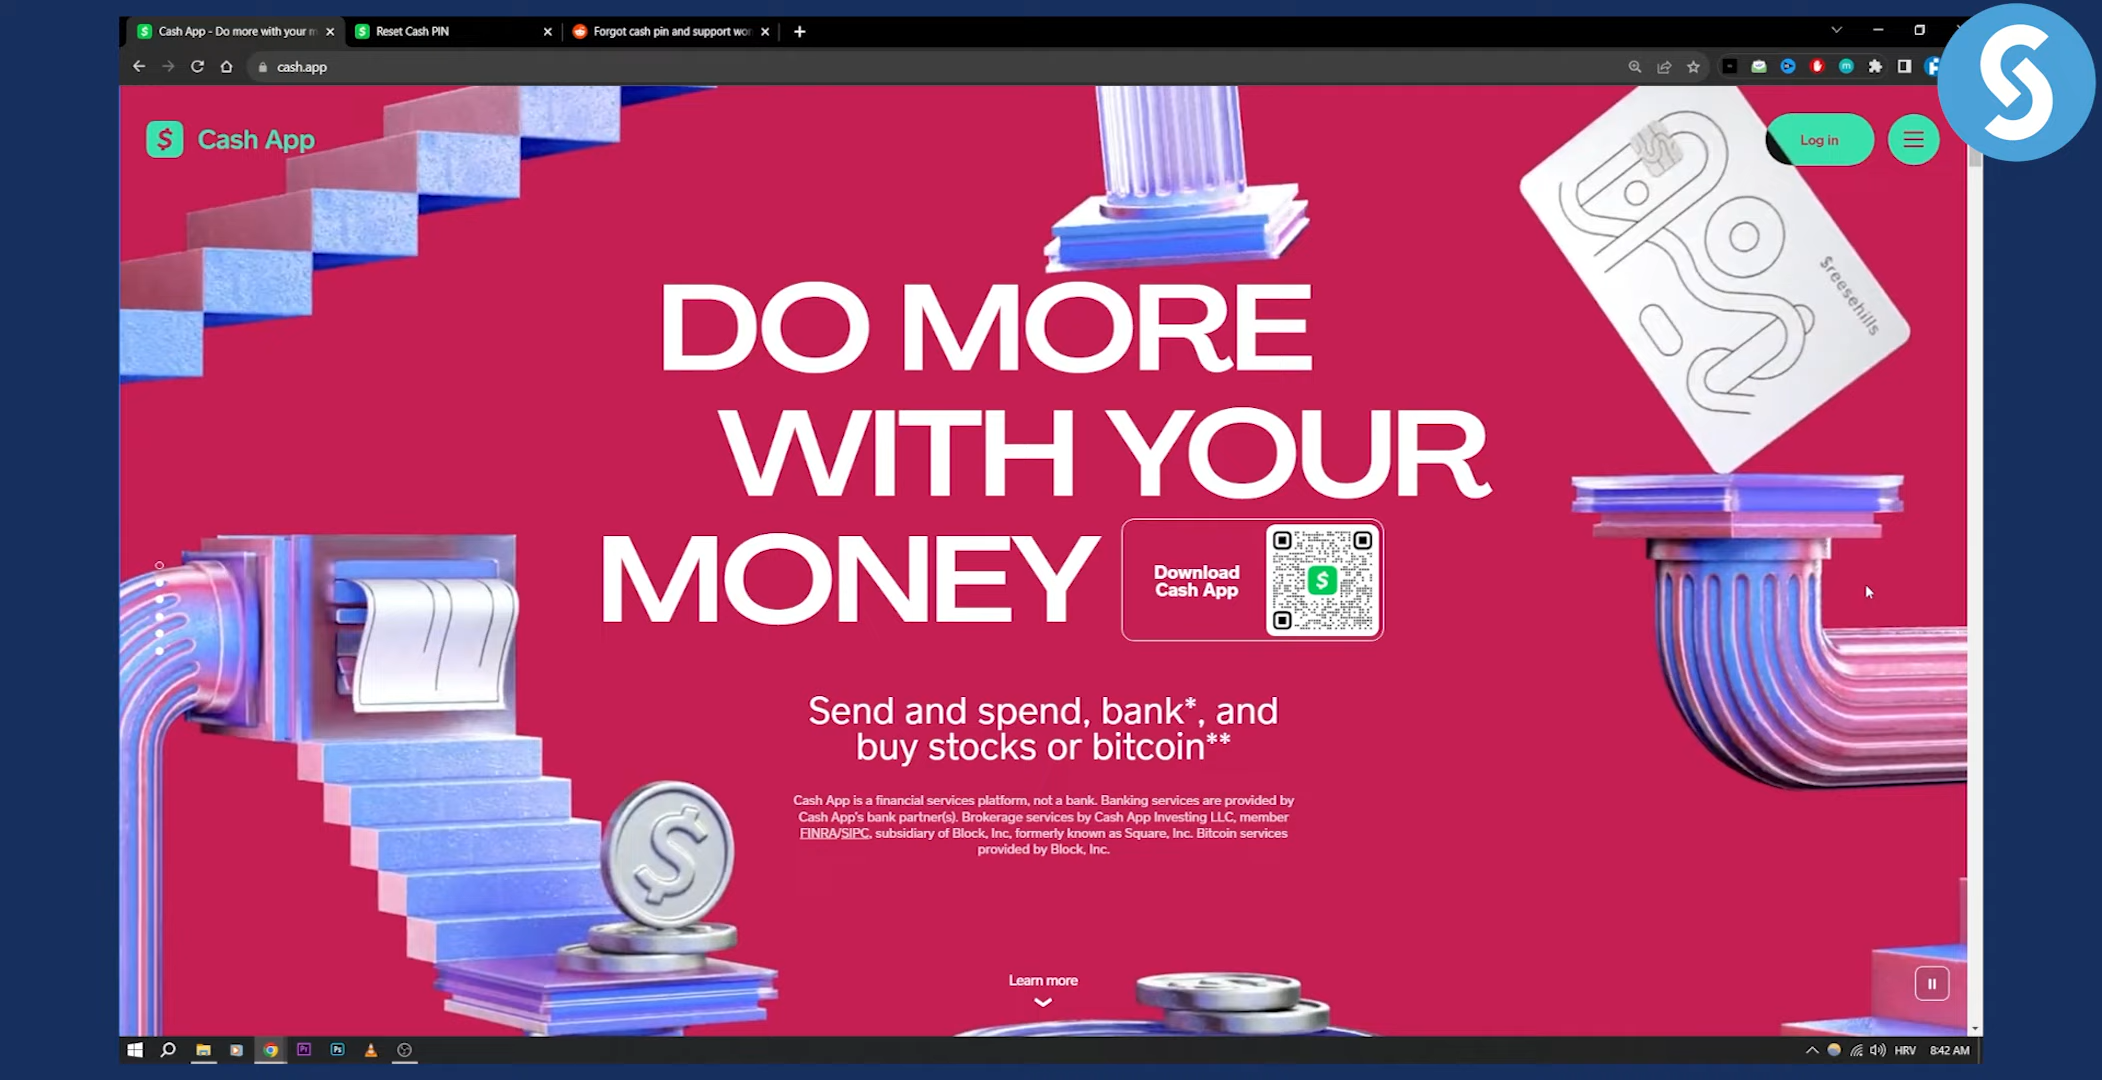 Cash App - Do more with your m
Reset Cash PIN
Forgot cash pin and support wor
cash.app
Cash App
Log in
$reesehills
DO MORE
WITH YOUR
MONEY
Download
Cash App
Send and spend, bank*, and
buy stocks or bitcoin**
Cash App is a financial services platform, not a bank. Banking services are provided by
Cash App's bank partner(s). Brokerage services by Cash App Investing LLC, member
FINRA/SIPC, subsidiary of Block, Inc, formerly known as Square, Inc. Bitcoin services
provided by Block, Inc.
Learn more
HRV
8:42 AM